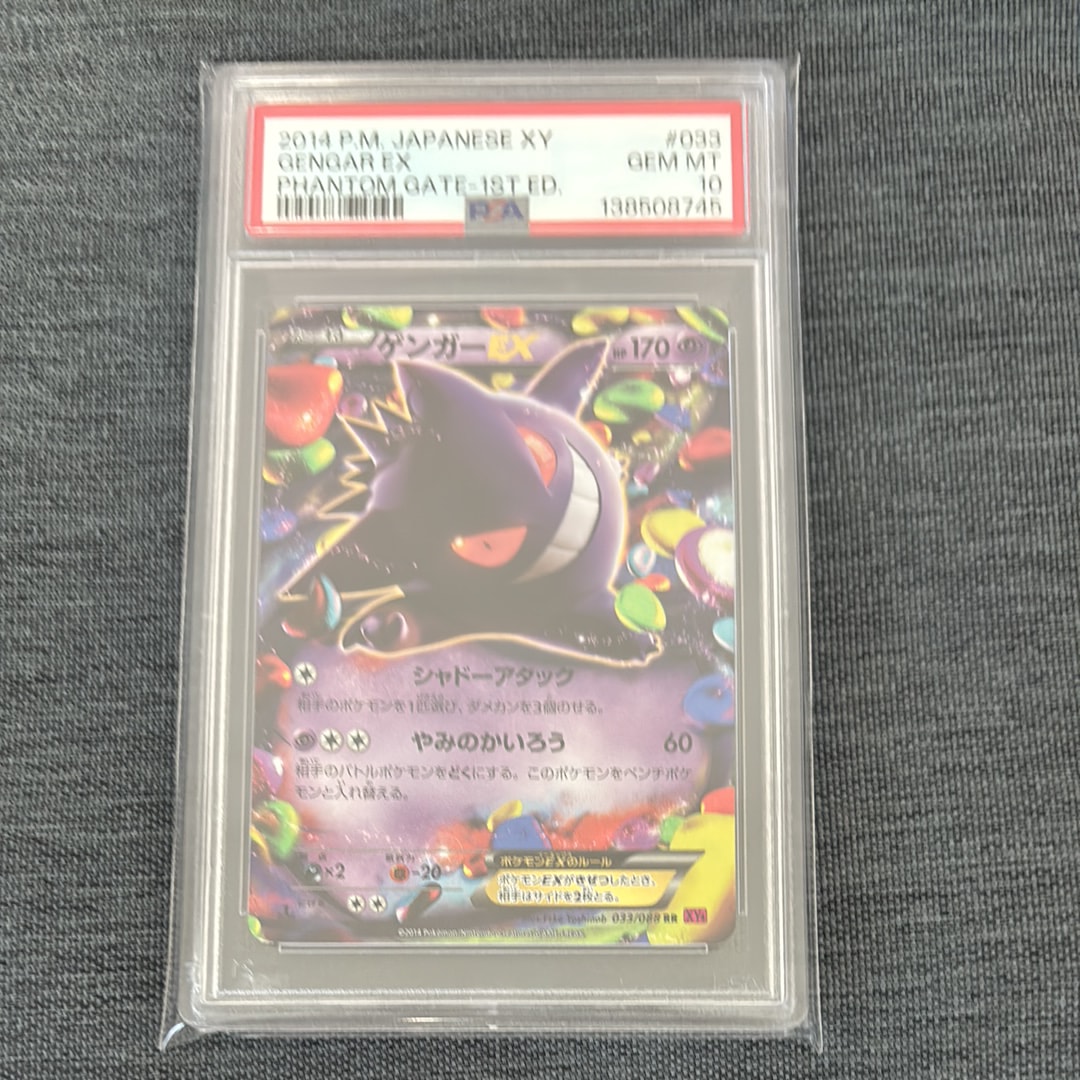 2014 P.M. JAPANESE XY #033
GENGAR EX GEM MT
PHANTOM GATE-1ST ED. 10
PSA 138508745
ゲンガーEX HP 170
シャドーアタック
相手のポケモンを1匹選び、ダメカンを3個のせる。
やみのかいろう 60
相手のバトルポケモンをどくにする。このポケモンをベンチポケ
モンと入れ替える。
×2 -20
ポケモンEXのルール
ポケモンEXがきぜつしたとき、
相手はサイドを2枚とる。
033/088 RR XY4
©2014 Pokémon/Nintendo